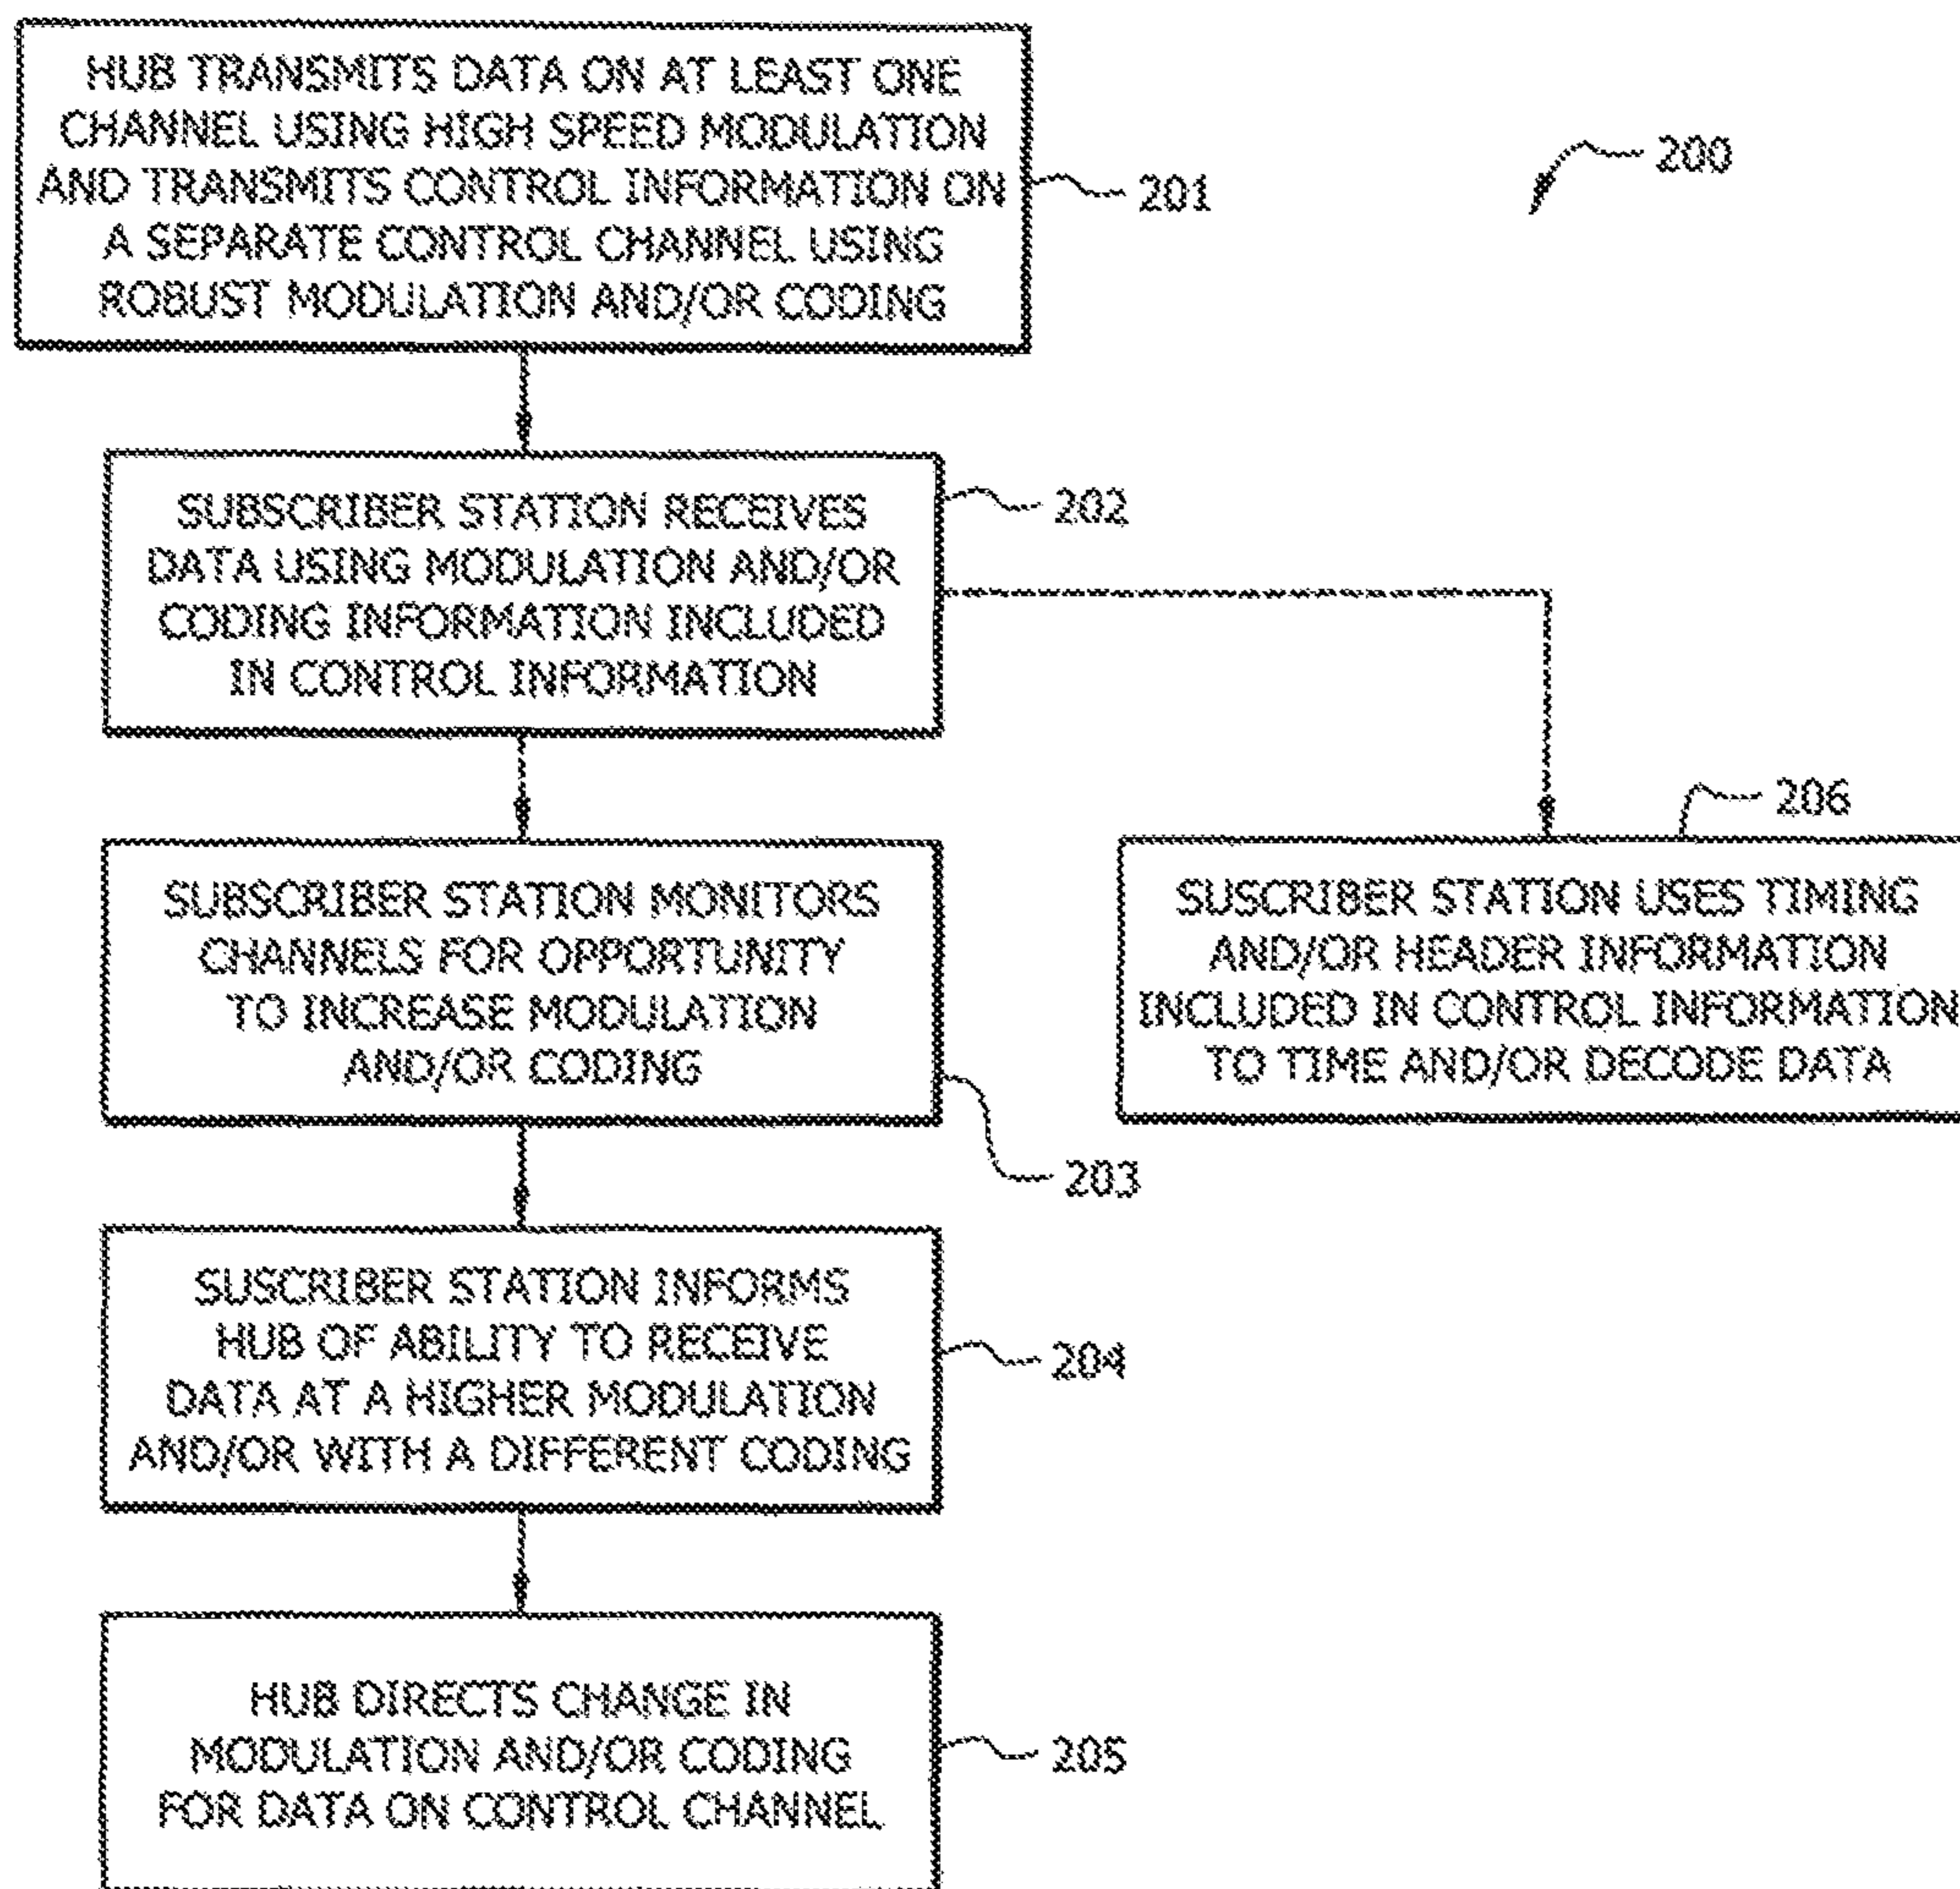 HUB TRANSMITS DATA ON AT LEAST ONE
CHANNEL USING HIGH SPEED MODULATION
AND TRANSMITS CONTROL INFORMATION ON
A SEPARATE CONTROL CHANNEL USING
ROBUST MODULATION AND/OR CODING
201
200
SUBSCRIBER STATION RECEIVES
DATA USING MODULATION AND/OR
CODING INFORMATION INCLUDED
IN CONTROL INFORMATION
202
SUBSCRIBER STATION MONITORS
CHANNELS FOR OPPORTUNITY
TO INCREASE MODULATION
AND/OR CODING
203
206
SUSCRIBER STATION USES TIMING
AND/OR HEADER INFORMATION
INCLUDED IN CONTROL INFORMATION
TO TIME AND/OR DECODE DATA
SUSCRIBER STATION INFORMS
HUB OF ABILITY TO RECEIVE
DATA AT A HIGHER MODULATION
AND/OR WITH A DIFFERENT CODING
204
HUB DIRECTS CHANGE IN
MODULATION AND/OR CODING
FOR DATA ON CONTROL CHANNEL
205